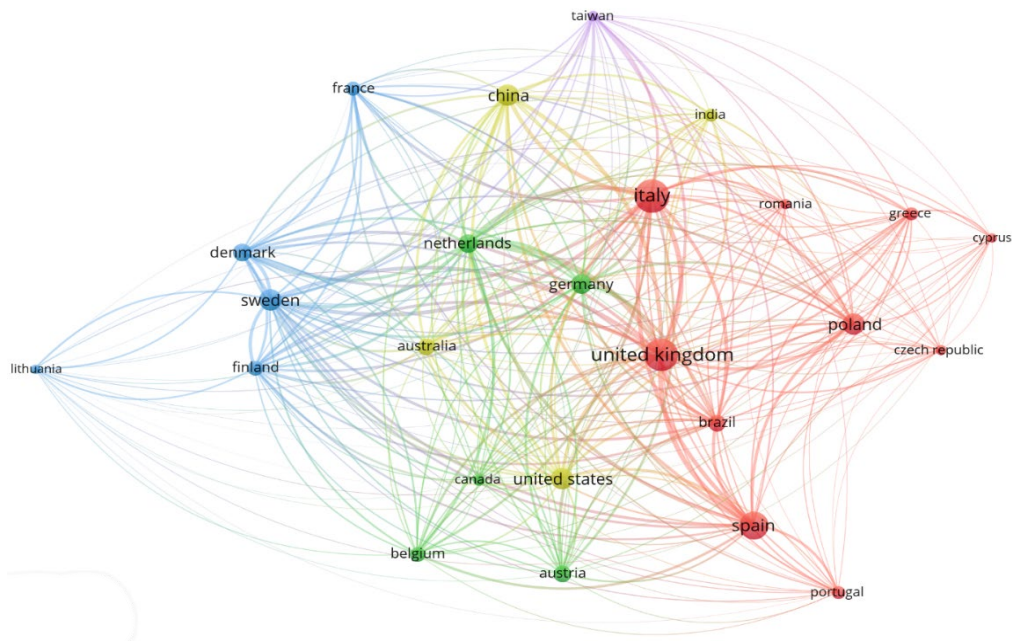 taiwan
france
china
india
italy
romania
greece
cyprus
netherlands
denmark
germany
sweden
poland
australia
united kingdom
czech republic
lithuania
finland
brazil
canada
united states
spain
belgium
austria
portugal